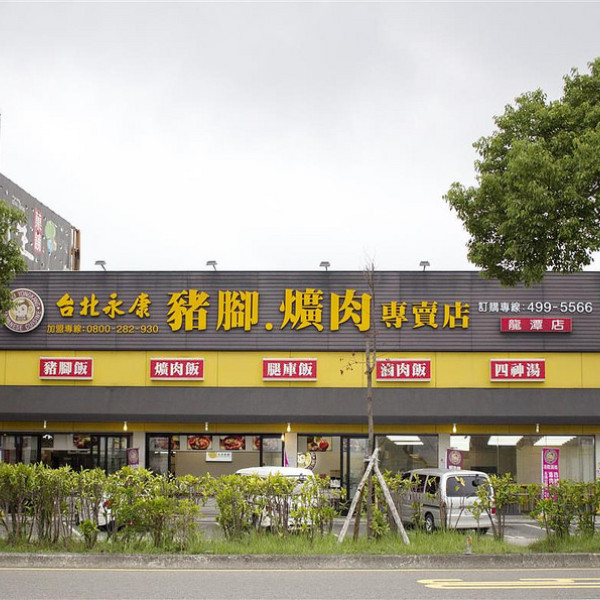 台北永康
加盟專線:0800-282-930
豬腳.爌肉專賣店
訂購專線:499-5566
龍潭店
豬腳飯
爌肉飯
腿庫飯
滷肉飯
四神湯